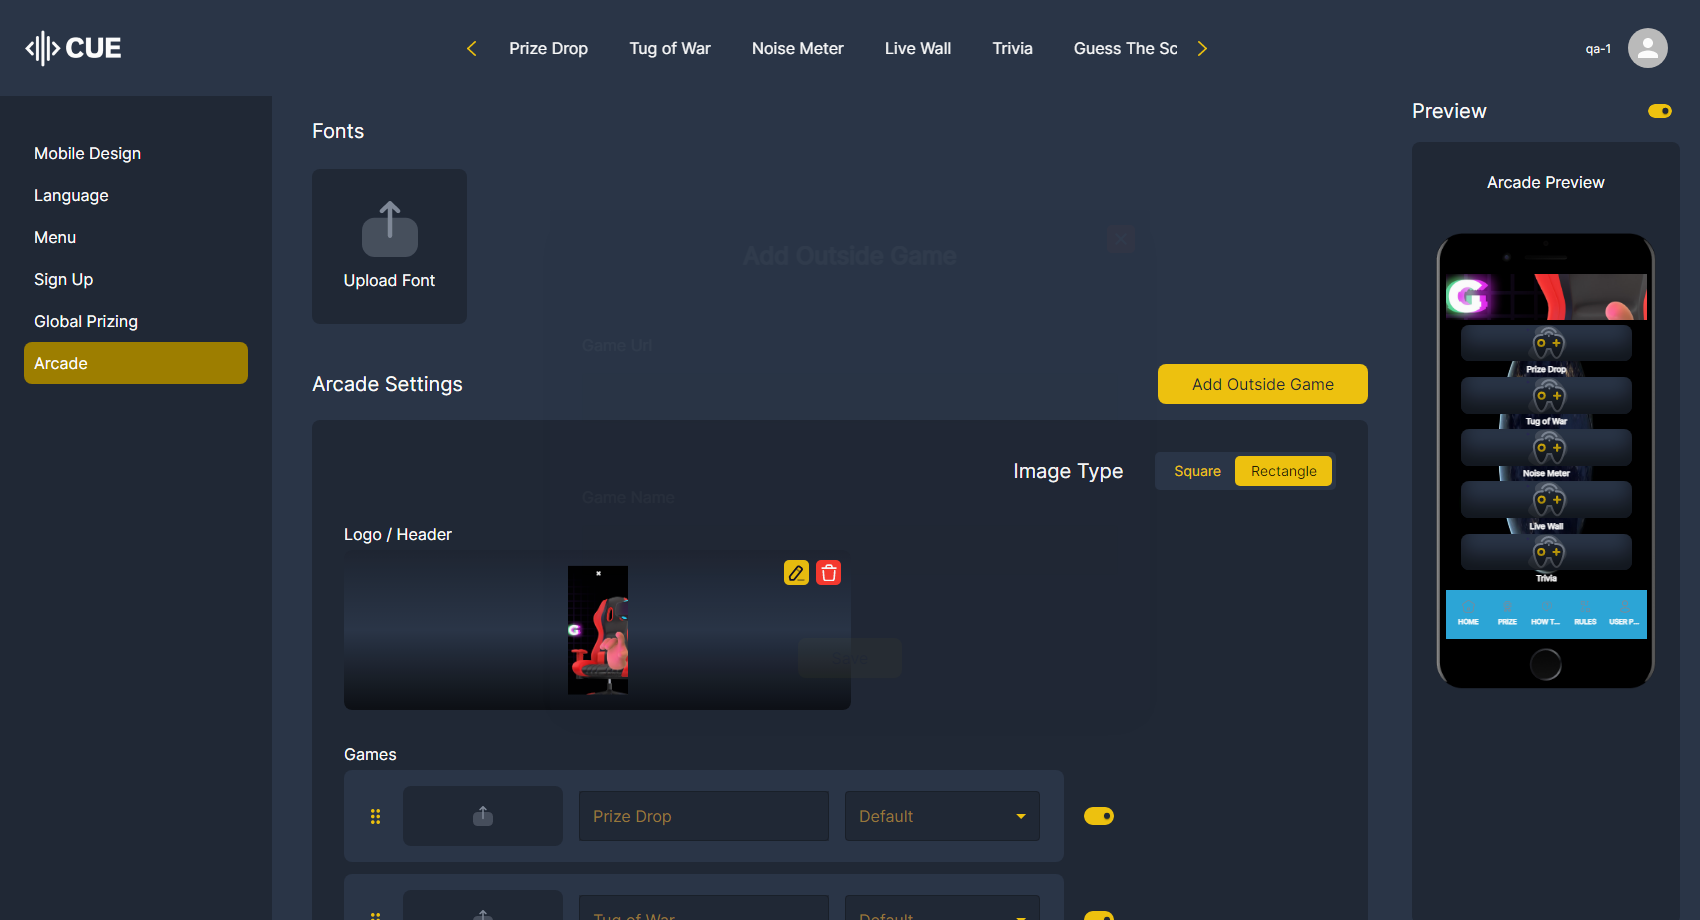 CUE
Prize Drop
Tug of War
Noise Meter
Live Wall
Trivia
Guess The Sc
qa-1
Mobile Design
Language
Menu
Sign Up
Global Prizing
Arcade
Fonts
Upload Font
Add Outside Game
Game Url
Arcade Settings
Add Outside Game
Image Type
Square
Rectangle
Game Name
Logo / Header
G
Save
Games
Prize Drop
Default
Tug of War
Default
Preview
Arcade Preview
G
Prize Drop
Tug of War
Noise Meter
Live Wall
Trivia
HOME
PRIZE
HOW T...
RULES
USER P...